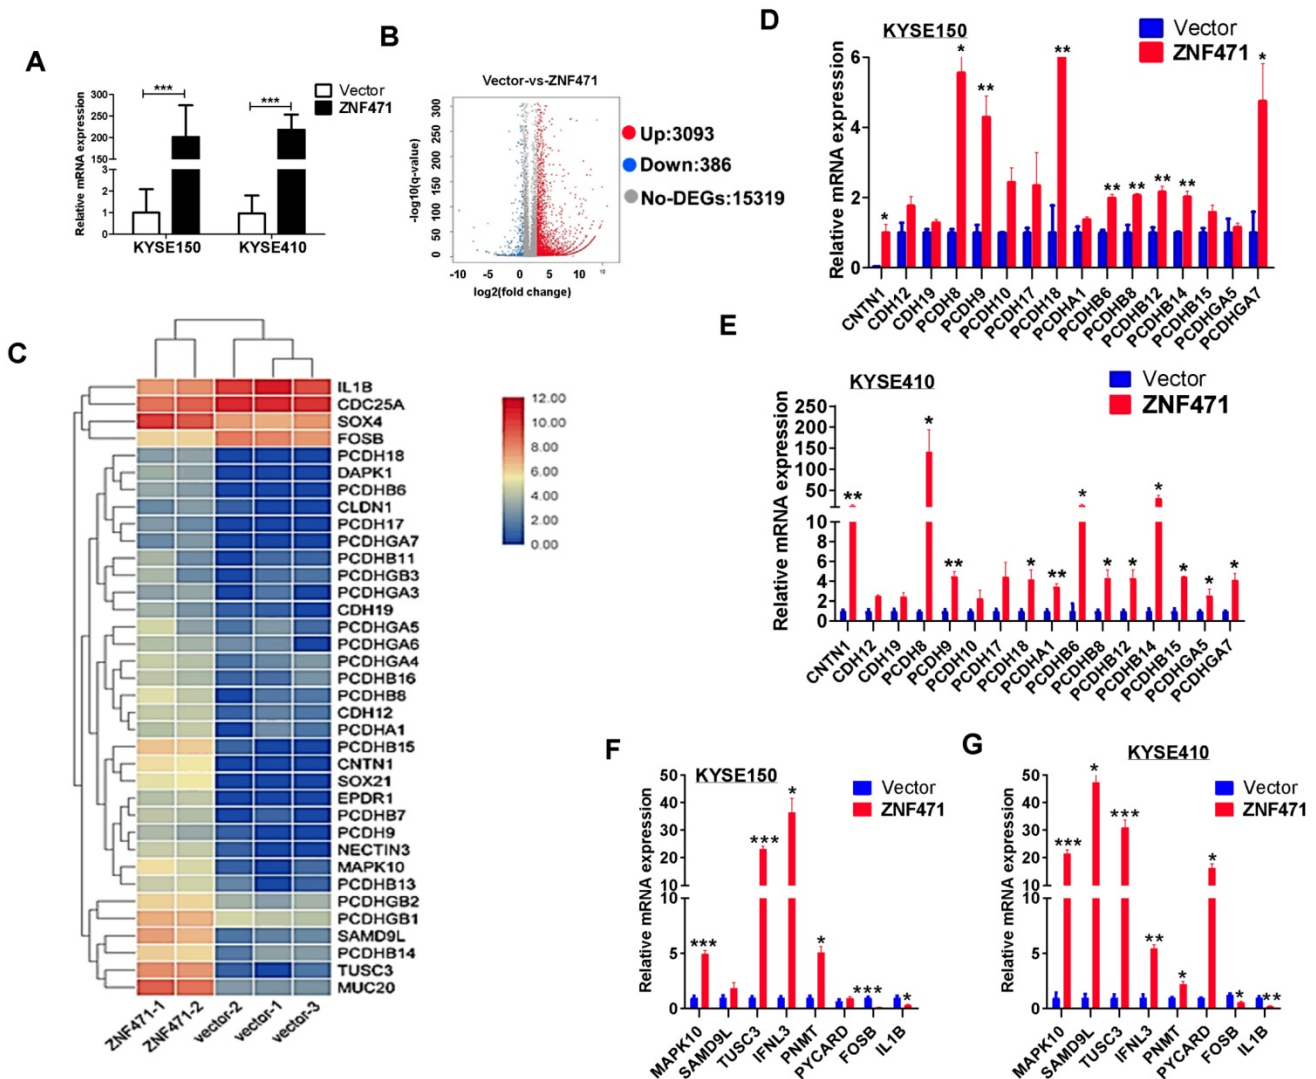 A
Vector
ZNF471
Relative mRNA expression
300
250
200
150
3
2
1
0
***
***
KYSE150
KYSE410
B
Vector-vs-ZNF471
-log10(q-value)
300
250
200
150
100
50
0
-10
-5
0
5
10
10
log2(fold change)
Up:3093
Down:386
No-DEGs:15319
C
IL1B
CDC25A
SOX4
FOSB
PCDH18
DAPK1
PCDHB6
CLDN1
PCDH17
PCDHGA7
PCDHB11
PCDHGB3
PCDHGA3
CDH19
PCDHGA5
PCDHGA6
PCDHGA4
PCDHB16
PCDHB8
CDH12
PCDHA1
PCDHB15
CNTN1
SOX21
EPDR1
PCDHB7
PCDH9
NECTIN3
MAPK10
PCDHB13
PCDHGB2
PCDHGB1
SAMD9L
PCDHB14
TUSC3
MUC20
ZNF471-1
ZNF471-2
vector-2
vector-1
vector-3
12.00
10.00
8.00
6.00
4.00
2.00
0.00
D
KYSE150
Vector
ZNF471
Relative mRNA expression
6
4
2
0
*
*
**
**
**
**
**
**
*
CNTN1
CDH12
CDH19
PCDH8
PCDH9
PCDH10
PCDH17
PCDH18
PCDHA1
PCDHB6
PCDHB8
PCDHB12
PCDHB14
PCDHB15
PCDHGA5
PCDHGA7
E
KYSE410
Vector
ZNF471
Relative mRNA expression
250
200
150
100
50
10
8
6
4
2
0
**
*
**
*
**
*
*
*
*
*
*
*
CNTN1
CDH12
CDH19
PCDH8
PCDH9
PCDH10
PCDH17
PCDH18
PCDHA1
PCDHB6
PCDHB8
PCDHB12
PCDHB14
PCDHB15
PCDHGA5
PCDHGA7
F
KYSE150
Vector
ZNF471
Relative mRNA expression
50
40
30
20
10
10
5
0
***
***
*
*
***
*
MAPK10
SAMD9L
TUSC3
IFNL3
PNMT
PYCARD
FOSB
IL1B
G
KYSE410
Vector
ZNF471
Relative mRNA expression
50
40
30
20
10
10
5
0
***
*
***
**
*
*
*
**
MAPK10
SAMD9L
TUSC3
IFNL3
PNMT
PYCARD
FOSB
IL1B